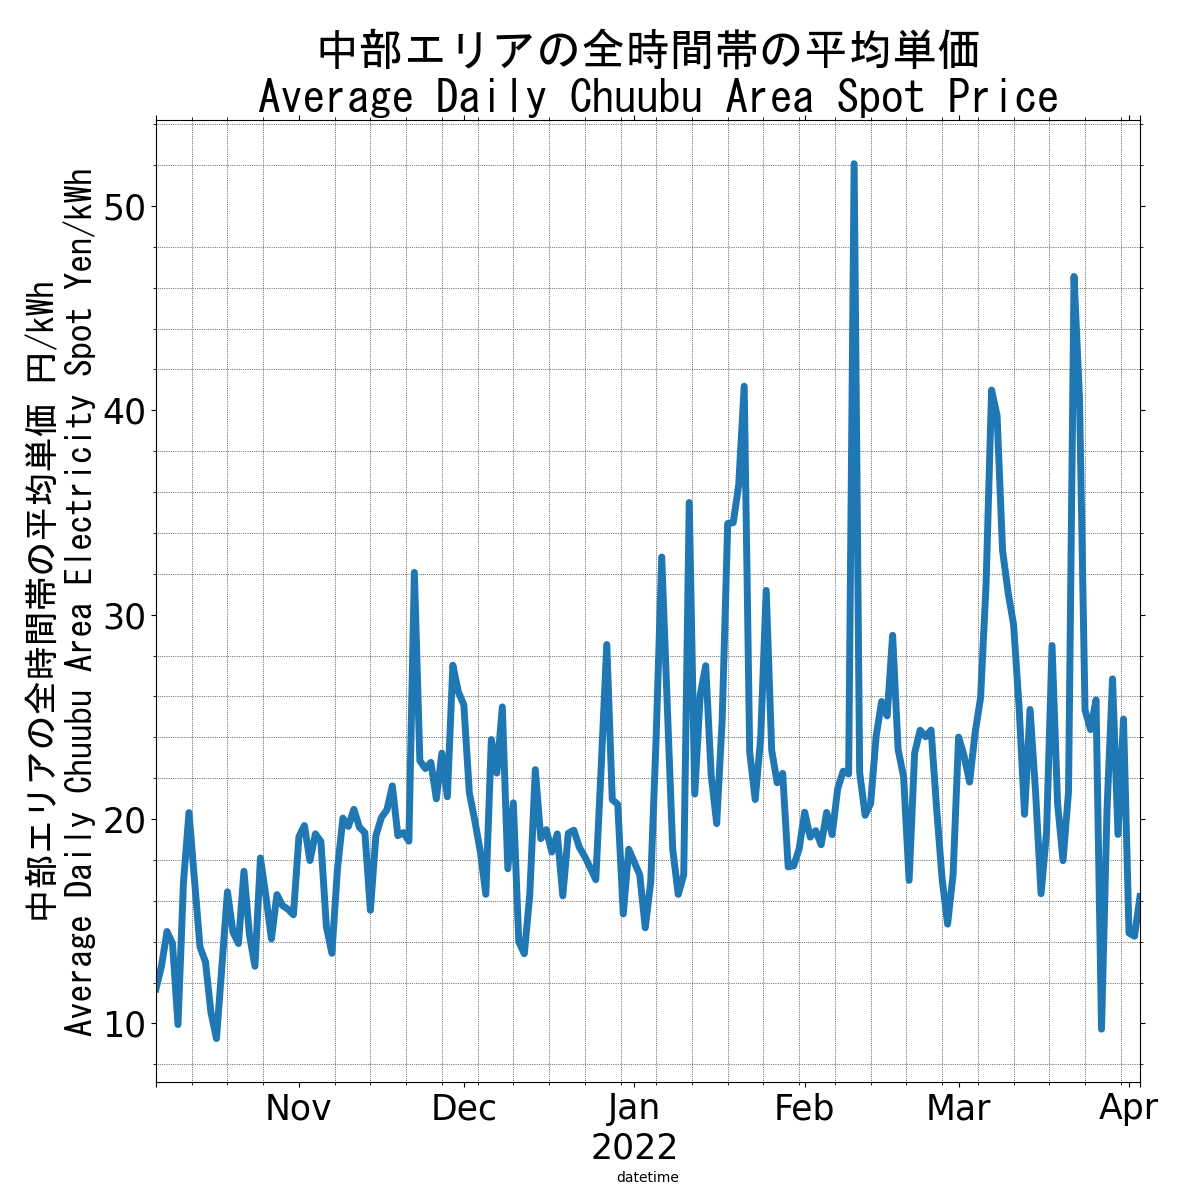 中部エリアの全時間帯の平均単価
Average Daily Chuubu Area Spot Price
中部エリアの全時間帯の平均単価 円/kWh
Average Daily Chuubu Area Electricity Spot Yen/kWh
50
40
30
20
10
Nov Dec Jan Feb Mar Apr
2022
datetime